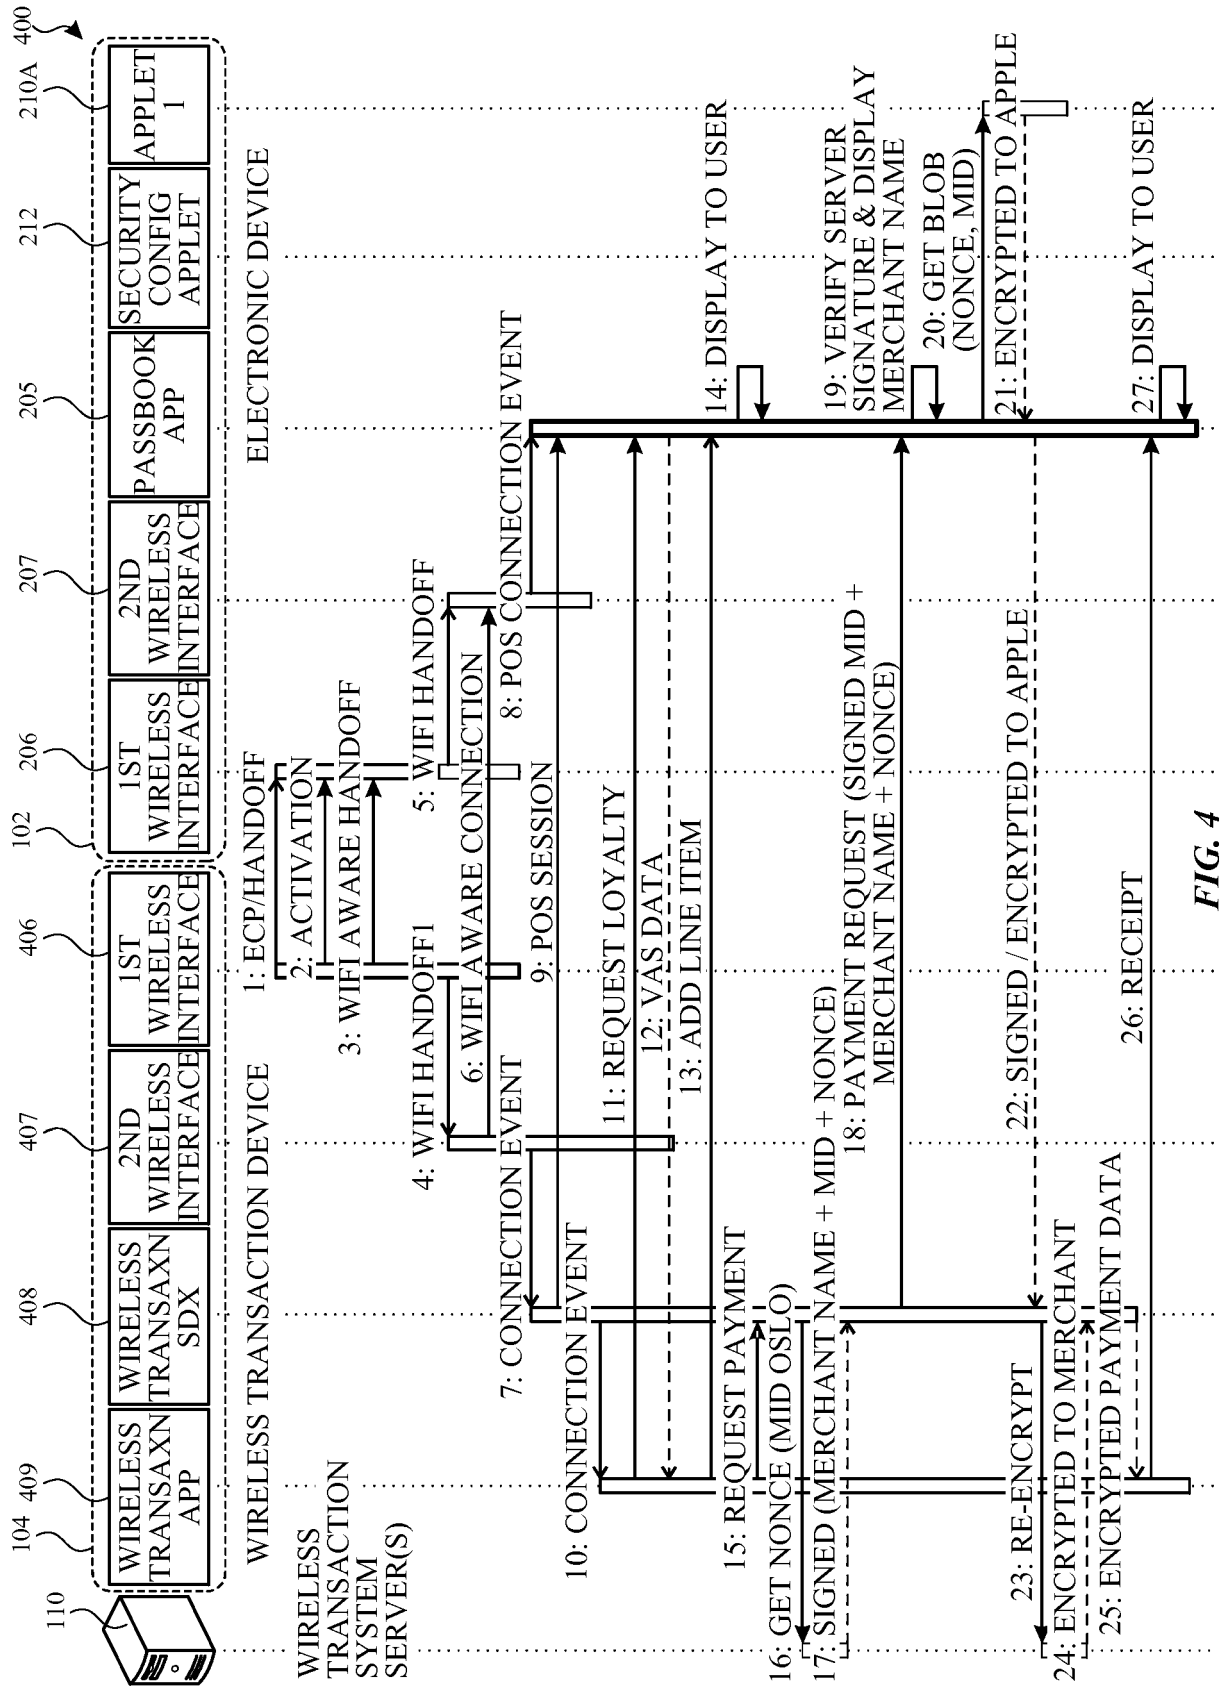 400
110
104
409
408
407
406
102
206
207
205
212
210A
WIRELESS
TRANSAXN
APP
WIRELESS
TRANSAXN
SDX
2ND
WIRELESS
INTERFACE
1ST
WIRELESS
INTERFACE
1ST
WIRELESS
INTERFACE
2ND
WIRELESS
INTERFACE
PASSBOOK
APP
SECURITY
CONFIG
APPLET
APPLET
1
WIRELESS TRANSACTION DEVICE
ELECTRONIC DEVICE
WIRELESS
TRANSACTION
SYSTEM
SERVER(S)
1: ECP/HANDOFF
2: ACTIVATION
3: WIFI AWARE HANDOFF
4: WIFI HANDOFF1
5: WIFI HANDOFF
6: WIFI AWARE CONNECTION
7: CONNECTION EVENT
8: POS CONNECTION EVENT
9: POS SESSION
10: CONNECTION EVENT
11: REQUEST LOYALTY
12: VAS DATA
13: ADD LINE ITEM
14: DISPLAY TO USER
15: REQUEST PAYMENT
16: GET NONCE (MID OSLO)
17: SIGNED (MERCHANT NAME + MID + NONCE)
18: PAYMENT REQUEST (SIGNED MID +
MERCHANT NAME + NONCE)
19: VERIFY SERVER
SIGNATURE & DISPLAY
MERCHANT NAME
20: GET BLOB
(NONCE, MID)
21: ENCRYPTED TO APPLE
22: SIGNED / ENCRYPTED TO APPLE
23: RE-ENCRYPT
24: ENCRYPTED TO MERCHANT
25: ENCRYPTED PAYMENT DATA
26: RECEIPT
27: DISPLAY TO USER
FIG. 4